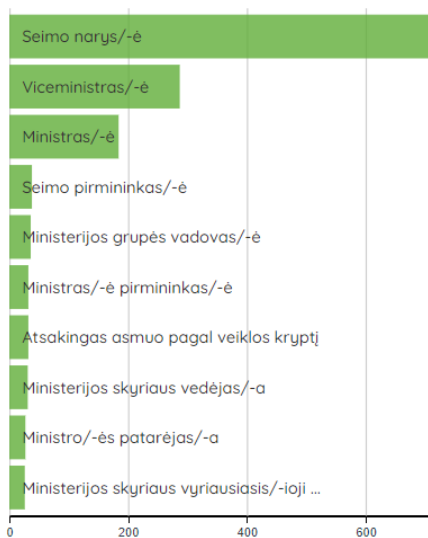 Seimo narys/-ė
Viceministras/-ė
Ministras/-ė
Seimo pirmininkas/-ė
Ministerijos grupės vadovas/-ė
Ministras/-ė pirmininkas/-ė
Atsakingas asmuo pagal veiklos kryptį
Ministerijos skyriaus vedėjas/-a
Ministro/-ės patarėjas/-a
Ministerijos skyriaus vyriausiasis/-ioji ...
0 200 400 600